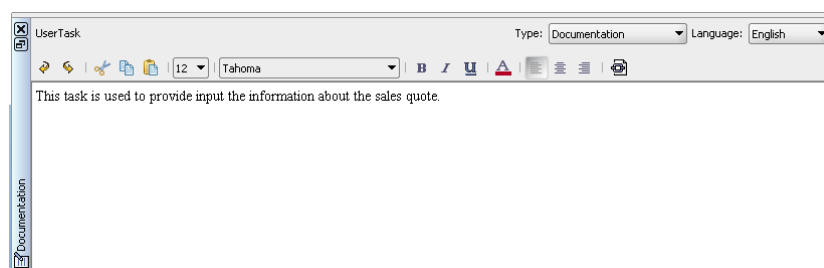 UserTask Type: Documentation Language: English
12 Tahoma B I U A
This task is used to provide input the information about the sales quote.
Documentation